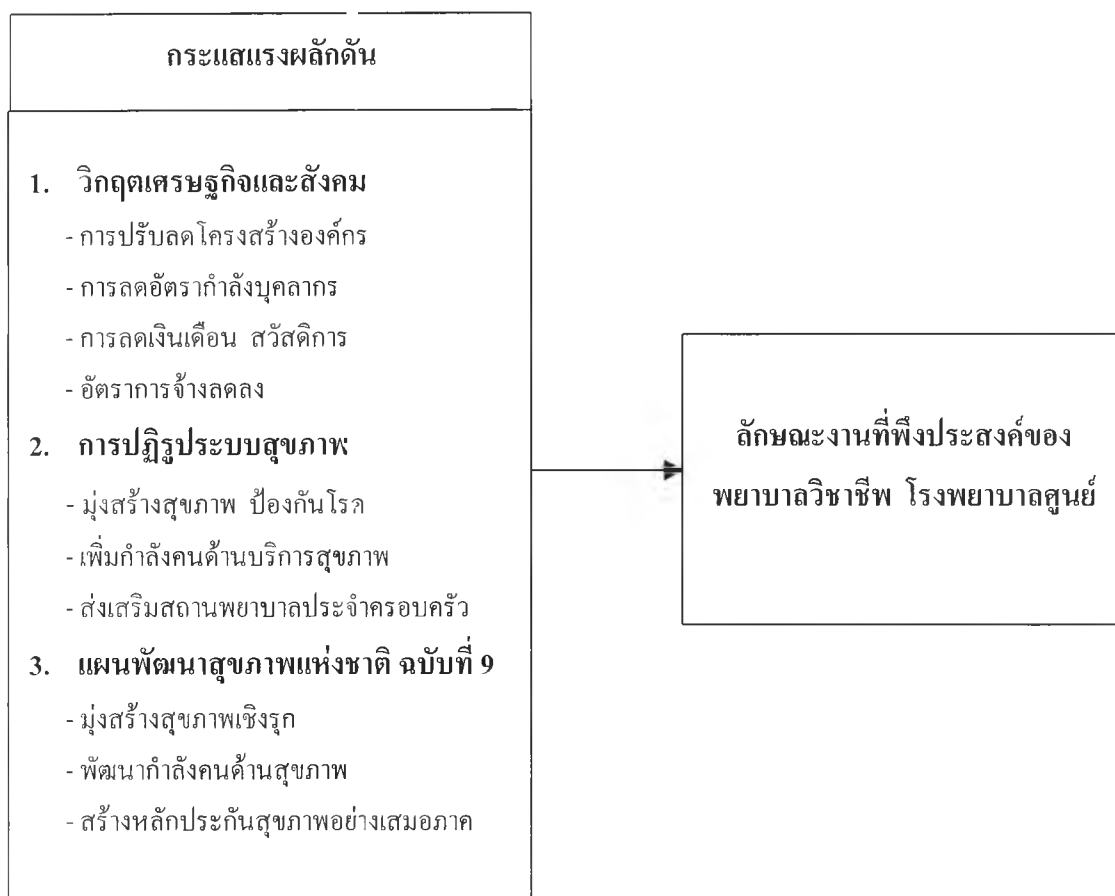 กระแสแรงผลักดัน
1. วิกฤตเศรษฐกิจและสังคม
- การปรับลดโครงสร้างองค์กร
- การลดอัตรากำลังบุคลากร
- การลดเงินเดือน สวัสดิการ
- อัตราการจ้างลดลง
2. การปฏิรูประบบสุขภาพ
- มุ่งสร้างสุขภาพ ป้องกันโรค
- เพิ่มกำลังคนด้านบริการสุขภาพ
- ส่งเสริมสถานพยาบาลประจำครอบครัว
3. แผนพัฒนาสุขภาพแห่งชาติ ฉบับที่ 9
- มุ่งสร้างสุขภาพเชิงรุก
- พัฒนากำลังคนด้านสุขภาพ
- สร้างหลักประกันสุขภาพอย่างเสมอภาค
ลักษณะงานที่พึงประสงค์ของ
พยาบาลวิชาชีพ โรงพยาบาลศูนย์